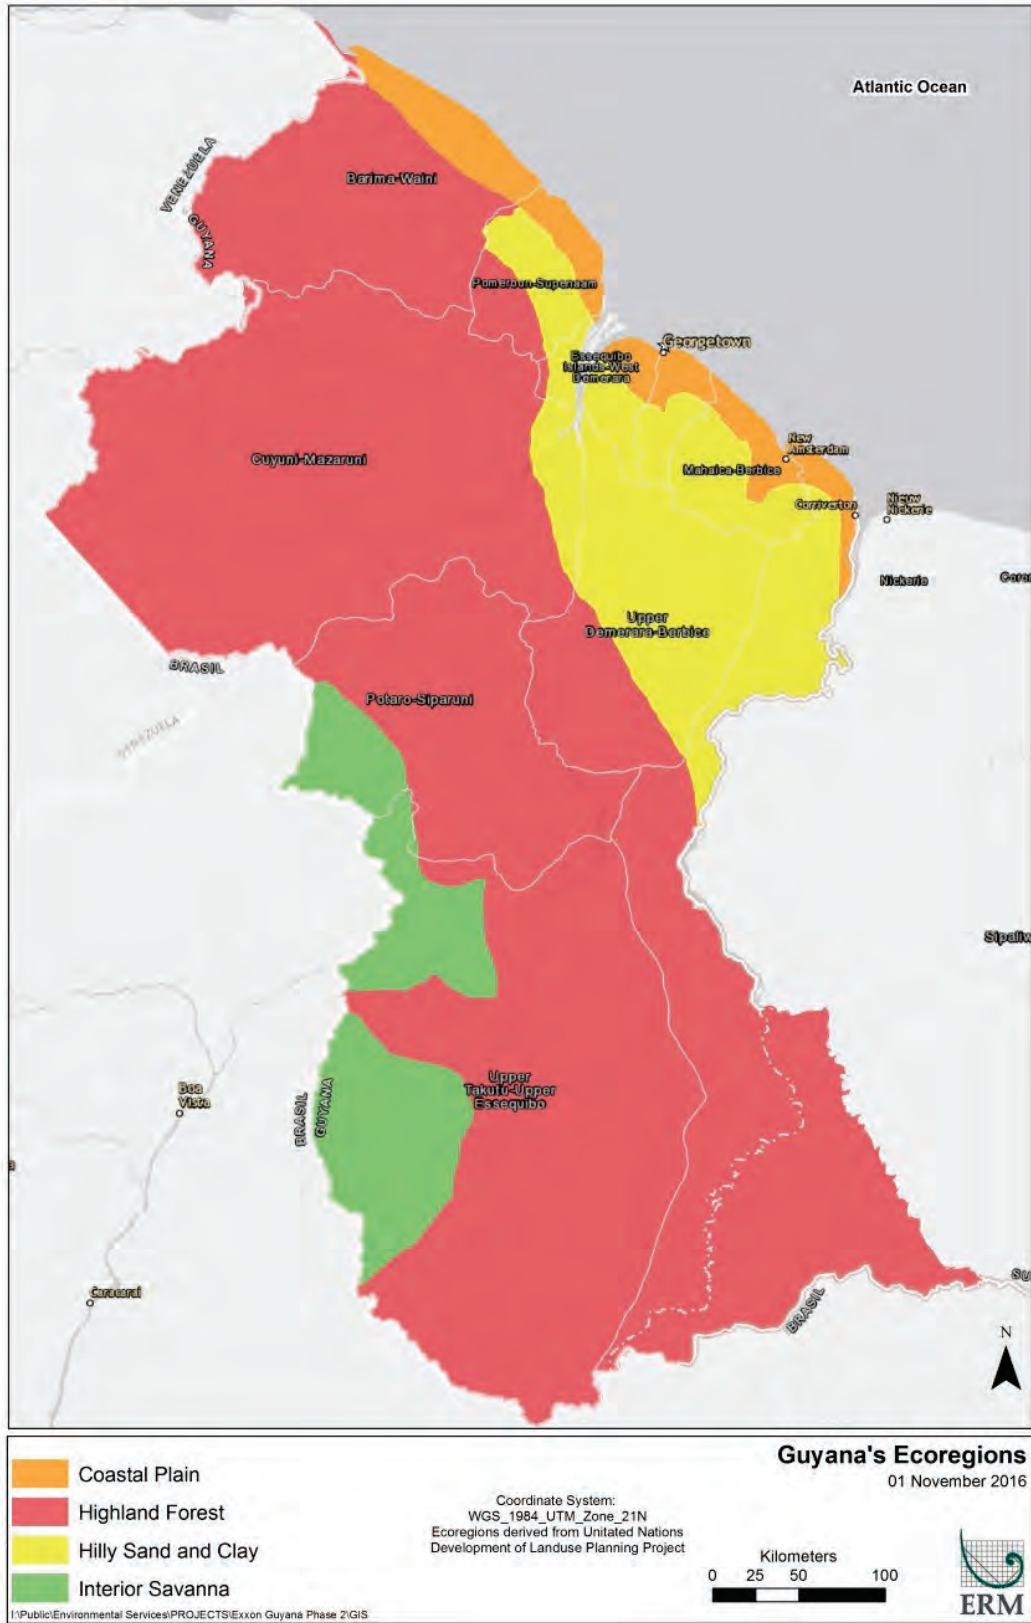 Atlantic Ocean
VENEZUELA
GUYANA
Barima-Waini
Pomeroon-Supenaam
Georgetown
Essequibo
Islands-West
Demerara
New
Amsterdam
Cuyuni-Mazaruni
Mahaica-Berbice
Corriverton
Nieuw
Nickerie
Nickerie
Coro
Upper
Demerara-Berbice
BRASIL
Potaro-Siparuni
VENEZUELA
Sipaliw
Upper
Takutu-Upper
Essequibo
Boa
Vista
BRASIL
GUYANA
a
Caracarai
BRASIL
SU
N
Coastal Plain
Highland Forest
Hilly Sand and Clay
Interior Savanna
I:\Public\Environmental Services\PROJECTS\Exxon Guyana Phase 2\GIS
Coordinate System:
WGS_1984_UTM_Zone_21N
Ecoregions derived from Unitated Nations
Development of Landuse Planning Project
Guyana's Ecoregions
01 November 2016
Kilometers
0 25 50 100
ERM